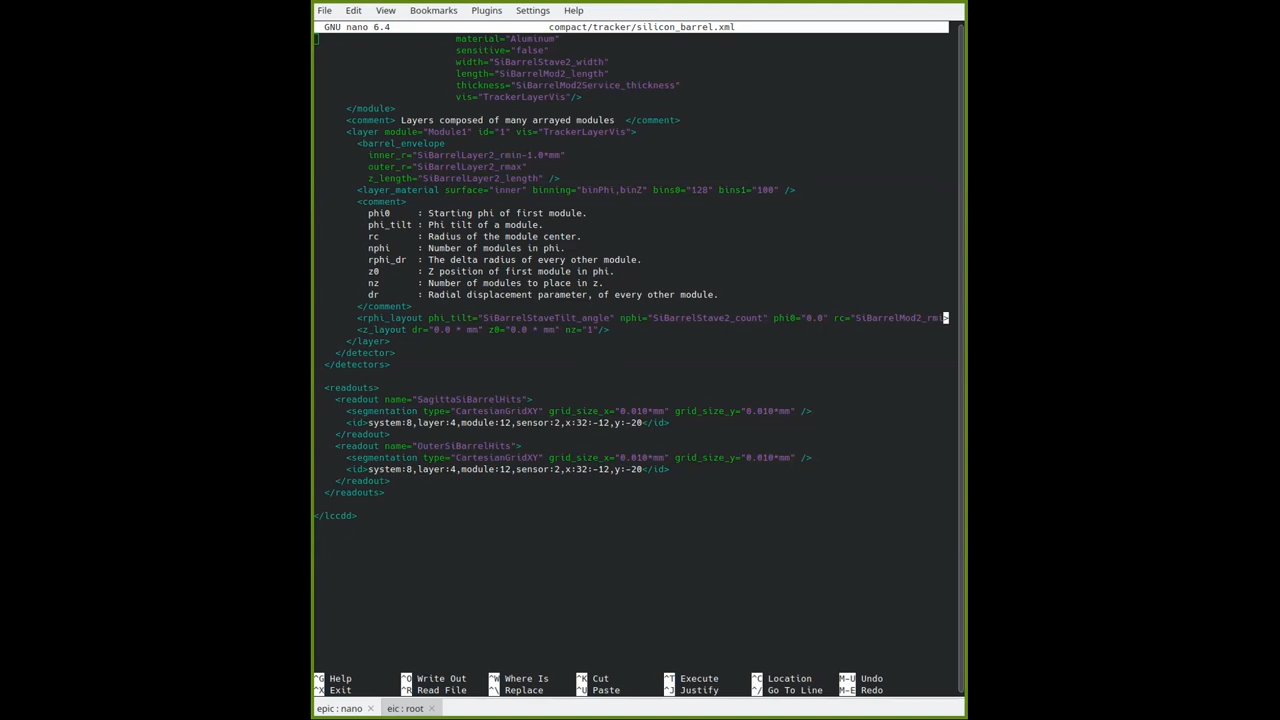 File Edit View Bookmarks Plugins Settings Help
GNU nano 6.4 compact/tracker/silicon_barrel.xml
material="Aluminum"
sensitive="false"
width="SiBarrelStave2_width"
length="SiBarrelMod2_length"
thickness="SiBarrelMod2Service_thickness"
vis="TrackerLayerVis"/>
</module>
<comment> Layers composed of many arrayed modules </comment>
<layer module="Module1" id="1" vis="TrackerLayerVis">
<barrel_envelope
inner_r="SiBarrelLayer2_rmin-1.0*mm"
outer_r="SiBarrelLayer2_rmax"
z_length="SiBarrelLayer2_length" />
<layer_material surface="inner" binning="binPhi,binZ" bins0="128" bins1="100" />
<comment>
phi0 : Starting phi of first module.
phi_tilt : Phi tilt of a module.
rc : Radius of the module center.
nphi : Number of modules in phi.
rphi_dr : The delta radius of every other module.
z0 : Z position of first module in phi.
nz : Number of modules to place in z.
dr : Radial displacement parameter, of every other module.
</comment>
<rphi_layout phi_tilt="SiBarrelStaveTilt_angle" nphi="SiBarrelStave2_count" phi0="0.0" rc="SiBarrelMod2_rmi>
<z_layout dr="0.0 * mm" z0="0.0 * mm" nz="1"/>
</layer>
</detector>
</detectors>
<readouts>
<readout name="SagittaSiBarrelHits">
<segmentation type="CartesianGridXY" grid_size_x="0.010*mm" grid_size_y="0.010*mm" />
<id>system:8,layer:4,module:12,sensor:2,x:32:-12,y:-20</id>
</readout>
<readout name="OuterSiBarrelHits">
<segmentation type="CartesianGridXY" grid_size_x="0.010*mm" grid_size_y="0.010*mm" />
<id>system:8,layer:4,module:12,sensor:2,x:32:-12,y:-20</id>
</readout>
</readouts>
</lccdd>
^G Help ^O Write Out ^W Where Is ^K Cut ^T Execute ^C Location M-U Undo
^X Exit ^R Read File ^\ Replace ^U Paste ^J Justify ^/ Go To Line M-E Redo
epic : nano eic : root